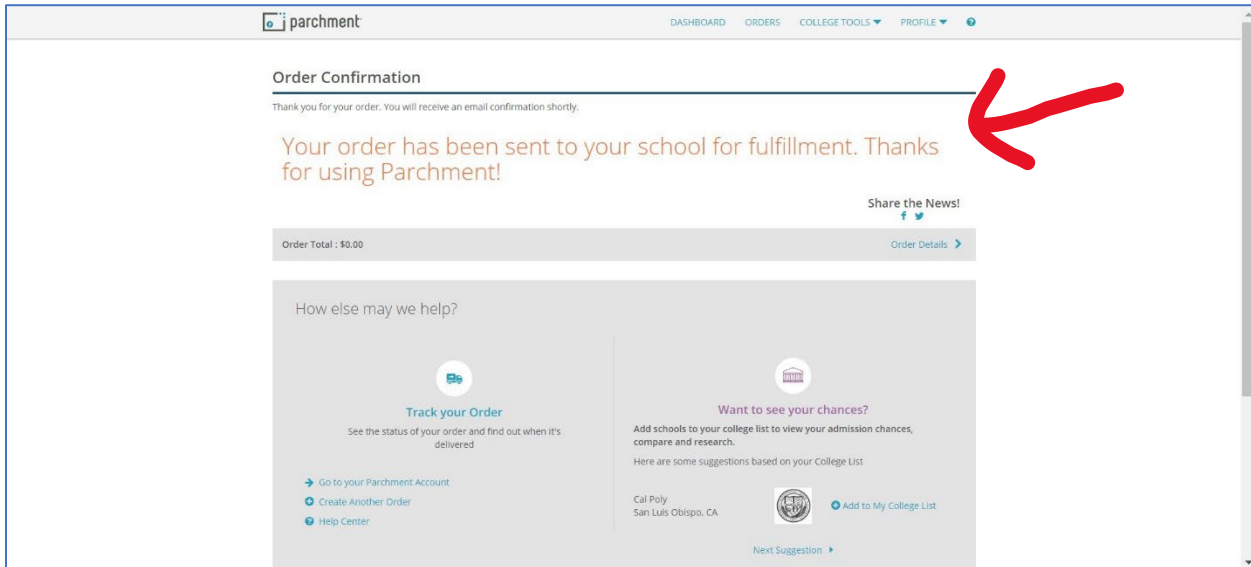 parchment
DASHBOARD ORDERS COLLEGE TOOLS PROFILE
Order Confirmation
Thank you for your order. You will receive an email confirmation shortly.
Your order has been sent to your school for fulfillment. Thanks
for using Parchment!
Share the News!
Order Total : $0.00
Order Details
How else may we help?
Track your Order
See the status of your order and find out when it's
delivered
Go to your Parchment Account
Create Another Order
Help Center
Want to see your chances?
Add schools to your college list to view your admission chances,
compare and research.
Here are some suggestions based on your College List
Cal Poly
San Luis Obispo, CA
Add to My College List
Next Suggestion